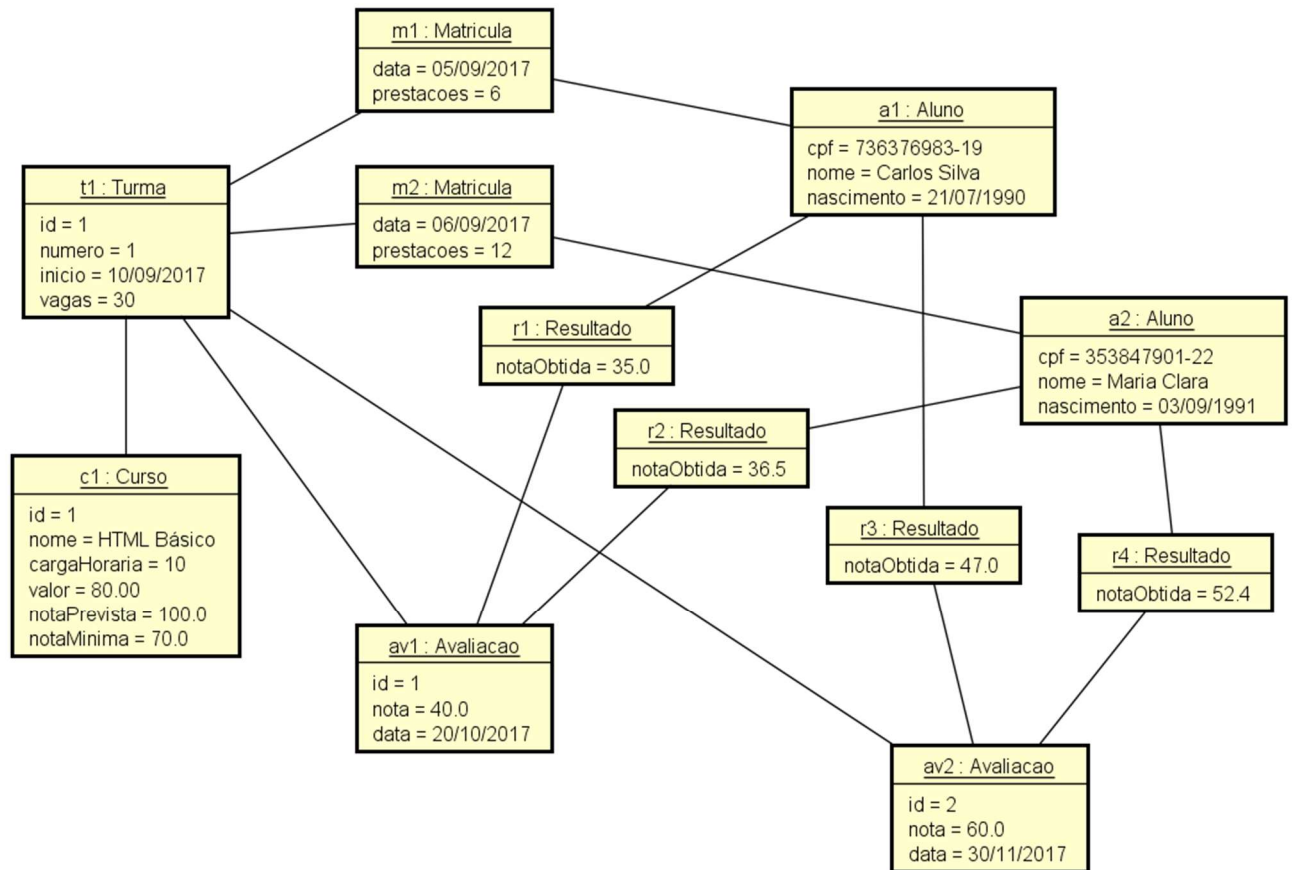 m1 : Matricula
data = 05/09/2017
prestacoes = 6
a1 : Aluno
cpf = 736376983-19
nome = Carlos Silva
nascimento = 21/07/1990
t1 : Turma
id = 1
numero = 1
inicio = 10/09/2017
vagas = 30
m2 : Matricula
data = 06/09/2017
prestacoes = 12
r1 : Resultado
notaObtida = 35.0
a2 : Aluno
cpf = 353847901-22
nome = Maria Clara
nascimento = 03/09/1991
r2 : Resultado
notaObtida = 36.5
c1 : Curso
id = 1
nome = HTML Básico
cargaHoraria = 10
valor = 80.00
notaPrevista = 100.0
notaMinima = 70.0
r3 : Resultado
notaObtida = 47.0
r4 : Resultado
notaObtida = 52.4
av1 : Avaliacao
id = 1
nota = 40.0
data = 20/10/2017
av2 : Avaliacao
id = 2
nota = 60.0
data = 30/11/2017